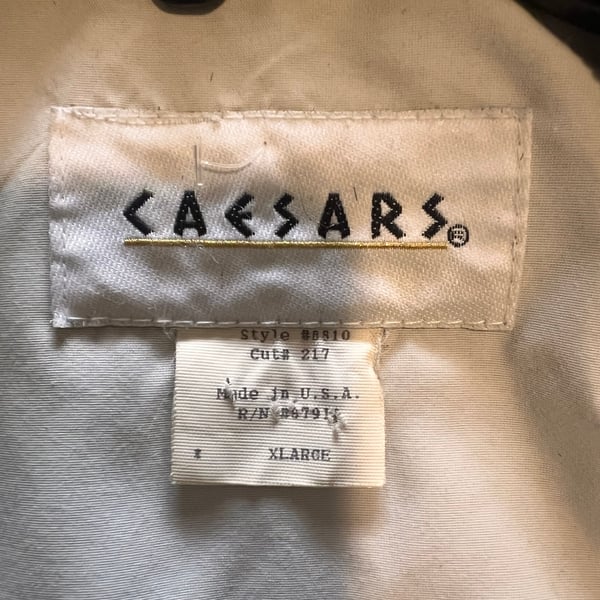 CAESARS®
Style #8810
Cut# 217
Made in U.S.A.
XLARGE